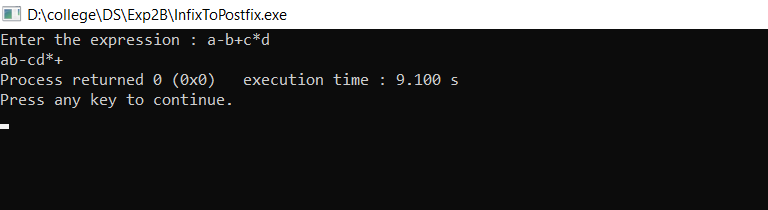 D:\college\DS\Exp2B\InfixToPostfix.exe
Enter the expression : a-b+c*d
ab-cd*+
Process returned 0 (0x0)   execution time : 9.100 s
Press any key to continue.